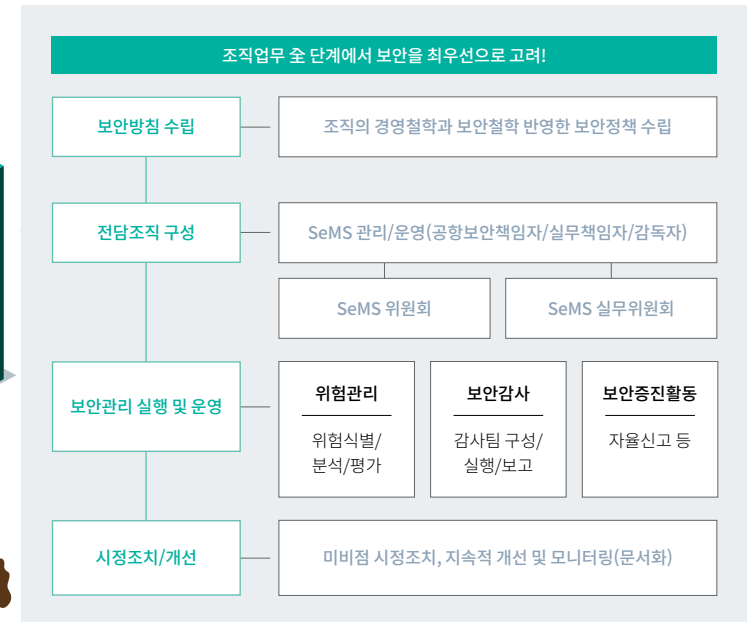 조직업무 全 단계에서 보안을 최우선으로 고려!
보안방침 수립
조직의 경영철학과 보안철학 반영한 보안정책 수립
전담조직 구성
SeMS 관리/운영(공항보안책임자/실무책임자/감독자)
SeMS 위원회
SeMS 실무위원회
보안관리 실행 및 운영
위험관리
위험식별/
분석/평가
보안감사
감사팀 구성/
실행/보고
보안증진활동
자율신고 등
시정조치/개선
미비점 시정조치, 지속적 개선 및 모니터링(문서화)